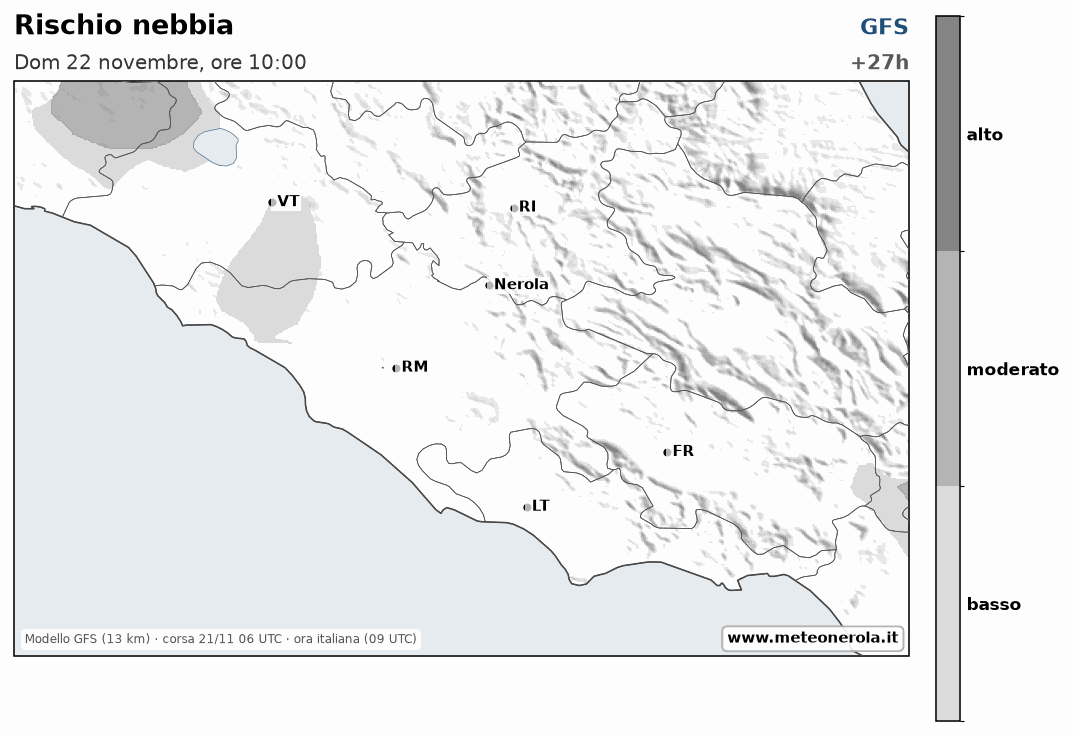 Rischio nebbia
GFS
Dom 22 novembre, ore 10:00
+27h
alto
VT
RI
Nerola
moderato
RM
FR
LT
basso
Modello GFS (13 km) · corsa 21/11 06 UTC · ora italiana (09 UTC)
www.meteonerola.it